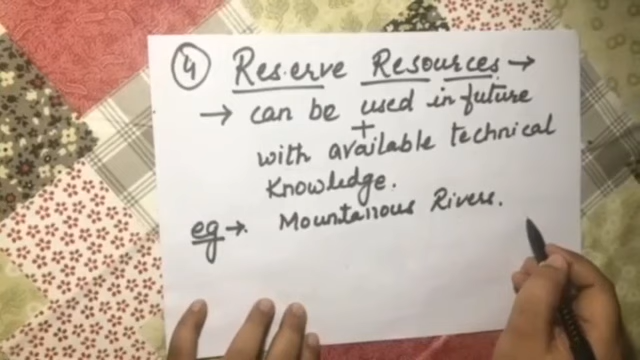 ④ Reserve Resources →
→ can be used in future
+
with available technical
Knowledge.
eg →. Mountainous Rivers.